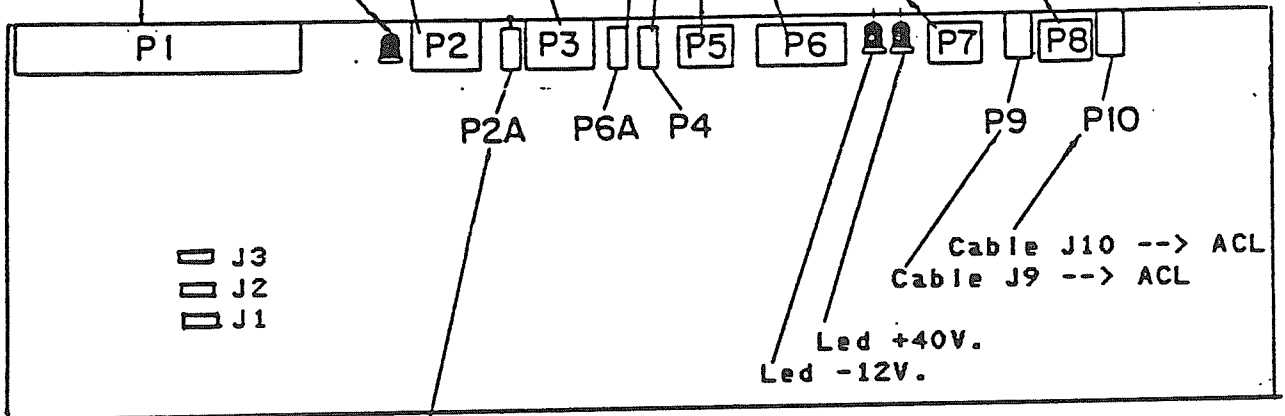 P1 P2 P3 P5 P6 P7 P8
P2A P6A P4 P9 P10
J3
J2
J1
Cable J10 --> ACL
Cable J9 --> ACL
Led +40V.
Led -12V.